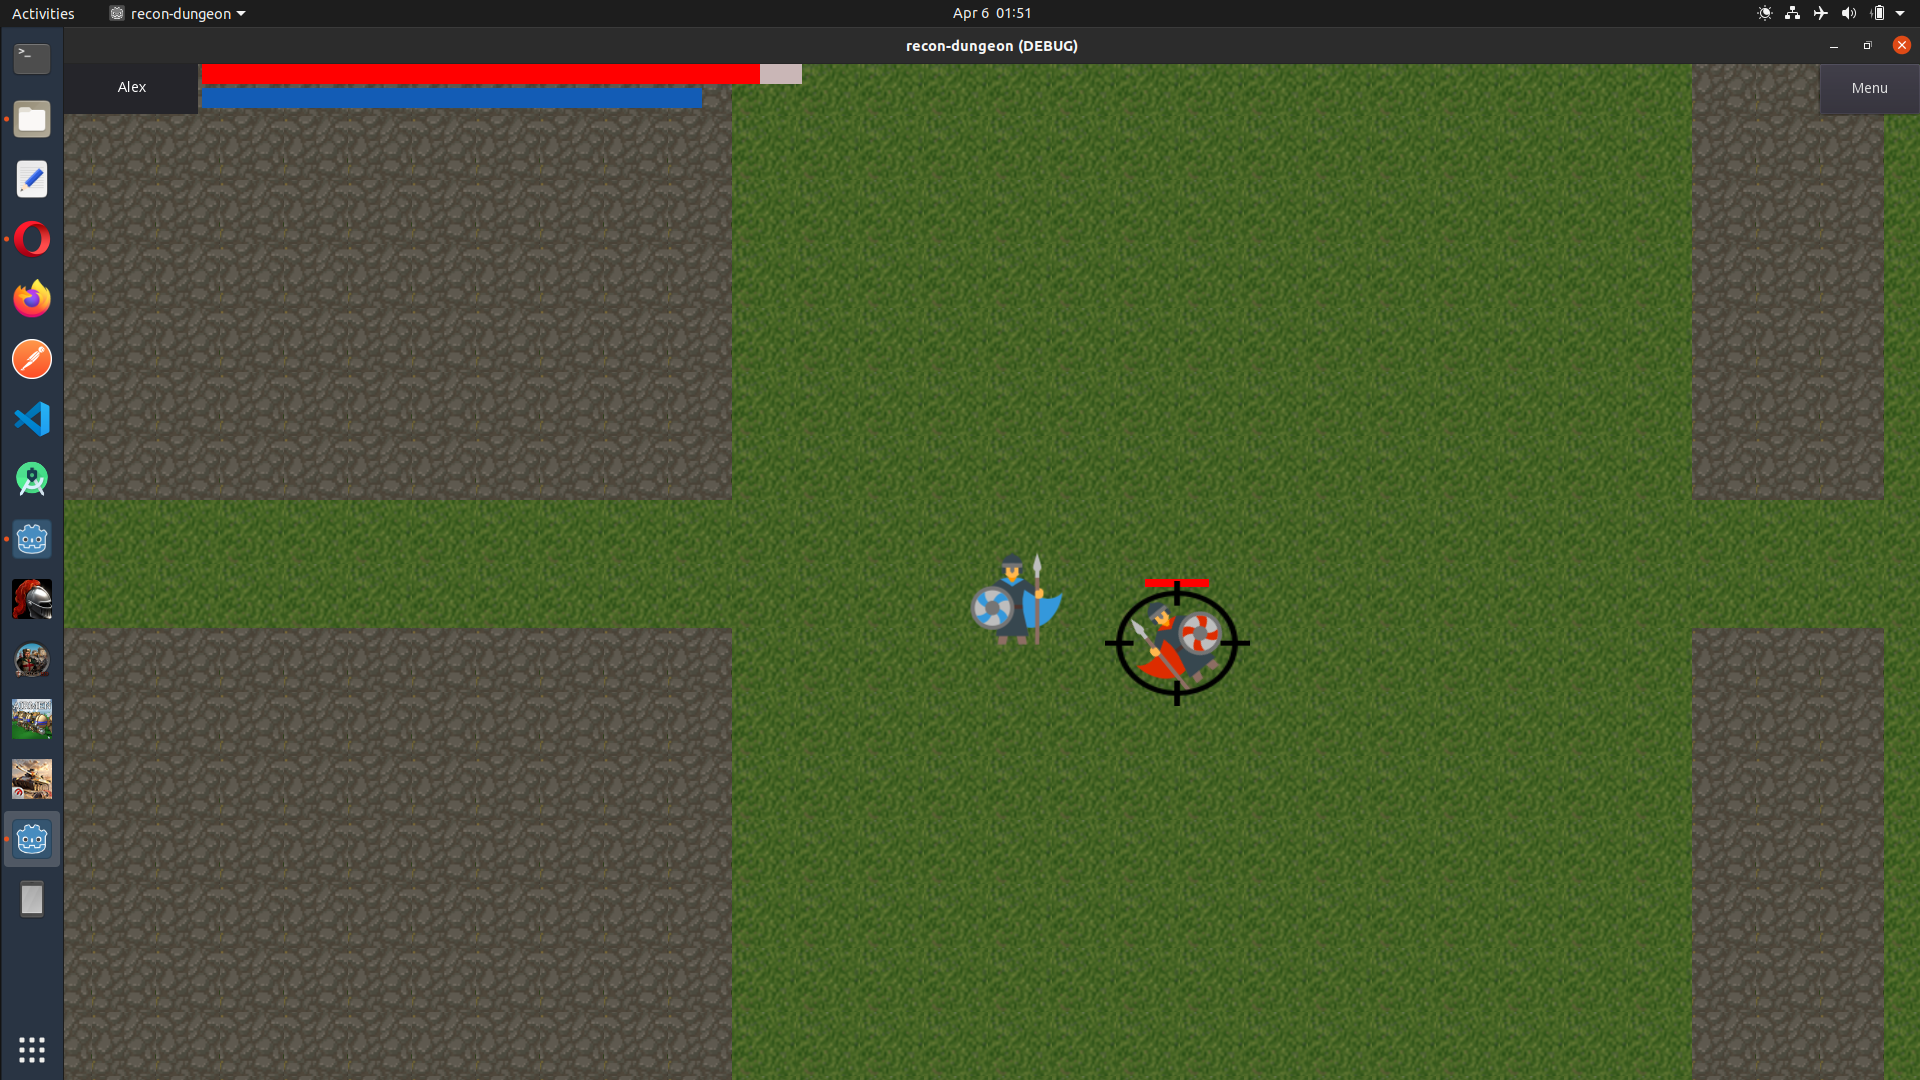 Activities
recon-dungeon
Apr 6 01:51
recon-dungeon (DEBUG)
Alex
Menu
>_